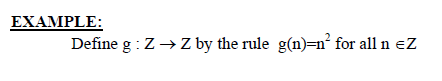 EXAMPLE:
Define g : Z → Z by the rule g(n)=n² for all n ∊Z